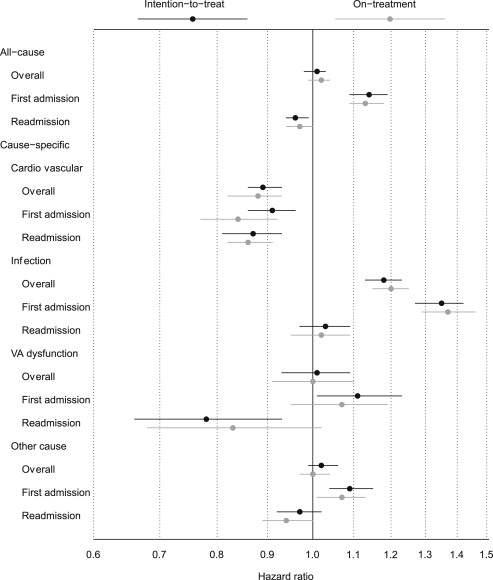 Intention-to-treat On-treatment
All-cause
Overall
First admission
Readmission
Cause-specific
Cardio vascular
Overall
First admission
Readmission
Infection
Overall
First admission
Readmission
VA dysfunction
Overall
First admission
Readmission
Other cause
Overall
First admission
Readmission
0.6 0.7 0.8 0.9 1.0 1.1 1.2 1.3 1.4 1.5
Hazard ratio